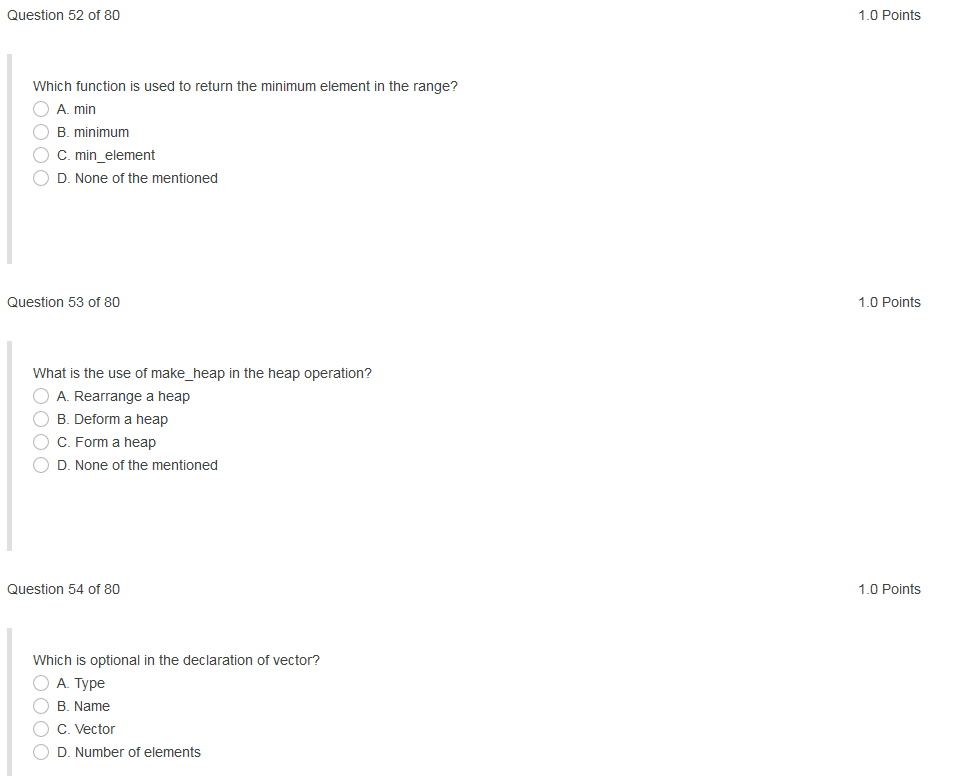 Question 52 of 80
1.0 Points
Which function is used to return the minimum element in the range?
A. min
B. minimum
C. min_element
D. None of the mentioned
Question 53 of 80
1.0 Points
What is the use of make_heap in the heap operation?
A. Rearrange a heap
B. Deform a heap
C. Form a heap
D. None of the mentioned
Question 54 of 80
1.0 Points
Which is optional in the declaration of vector?
A. Type
B. Name
C. Vector
D. Number of elements